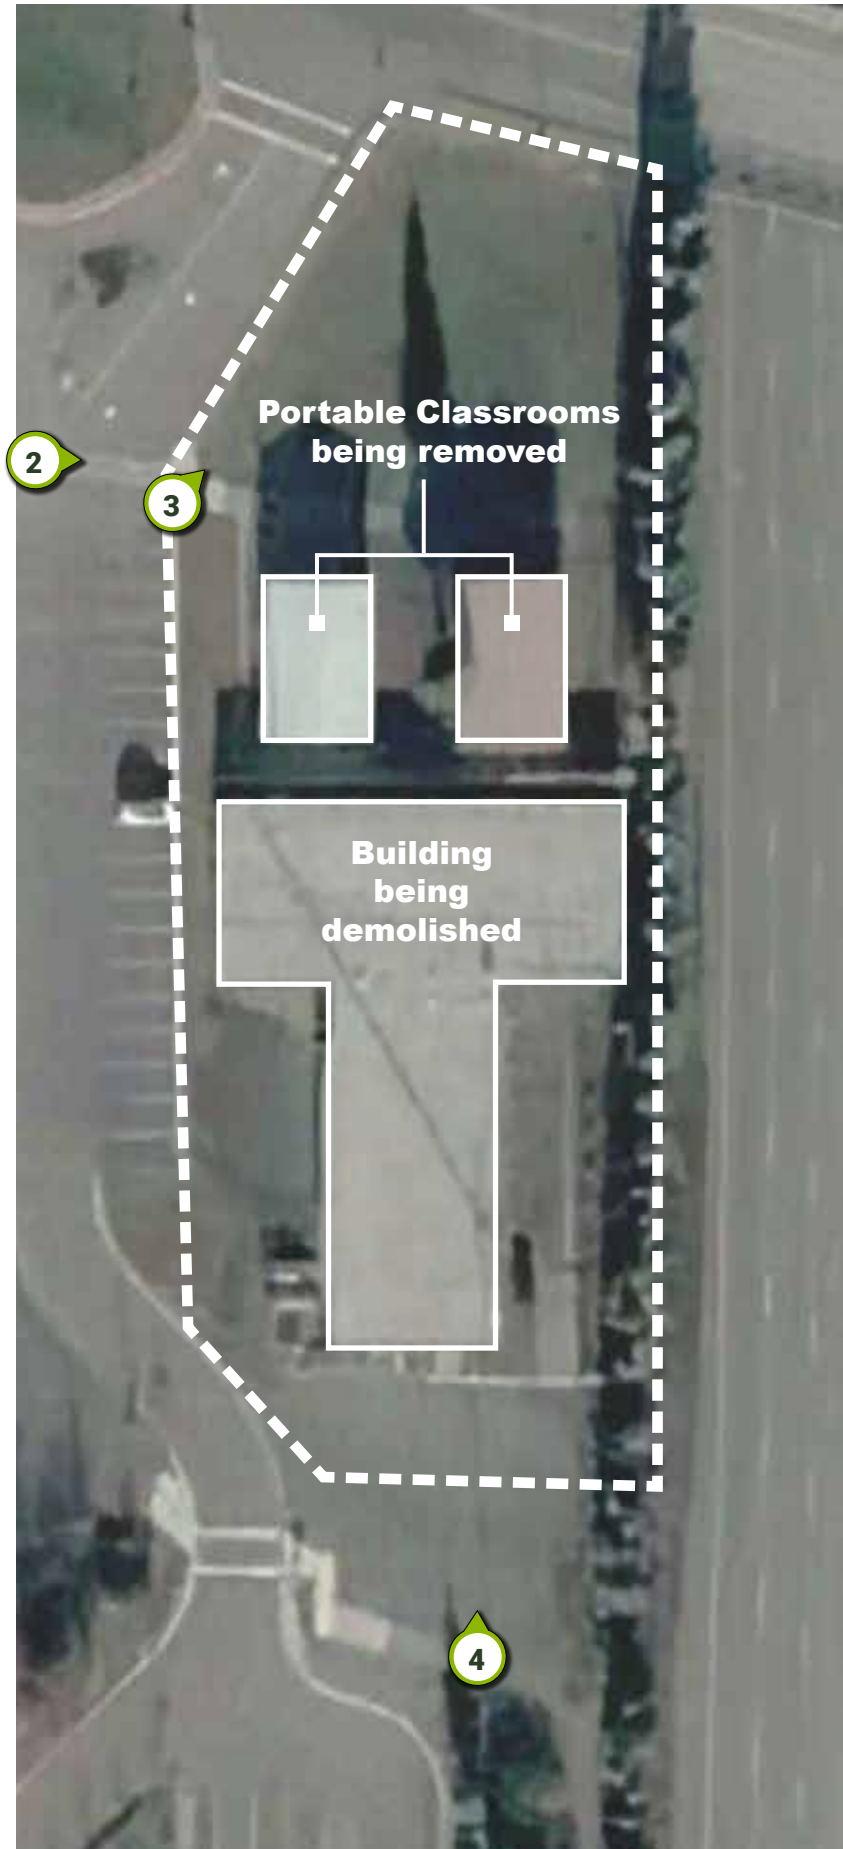 Portable Classrooms
being removed
2
3
Building
being
demolished
4